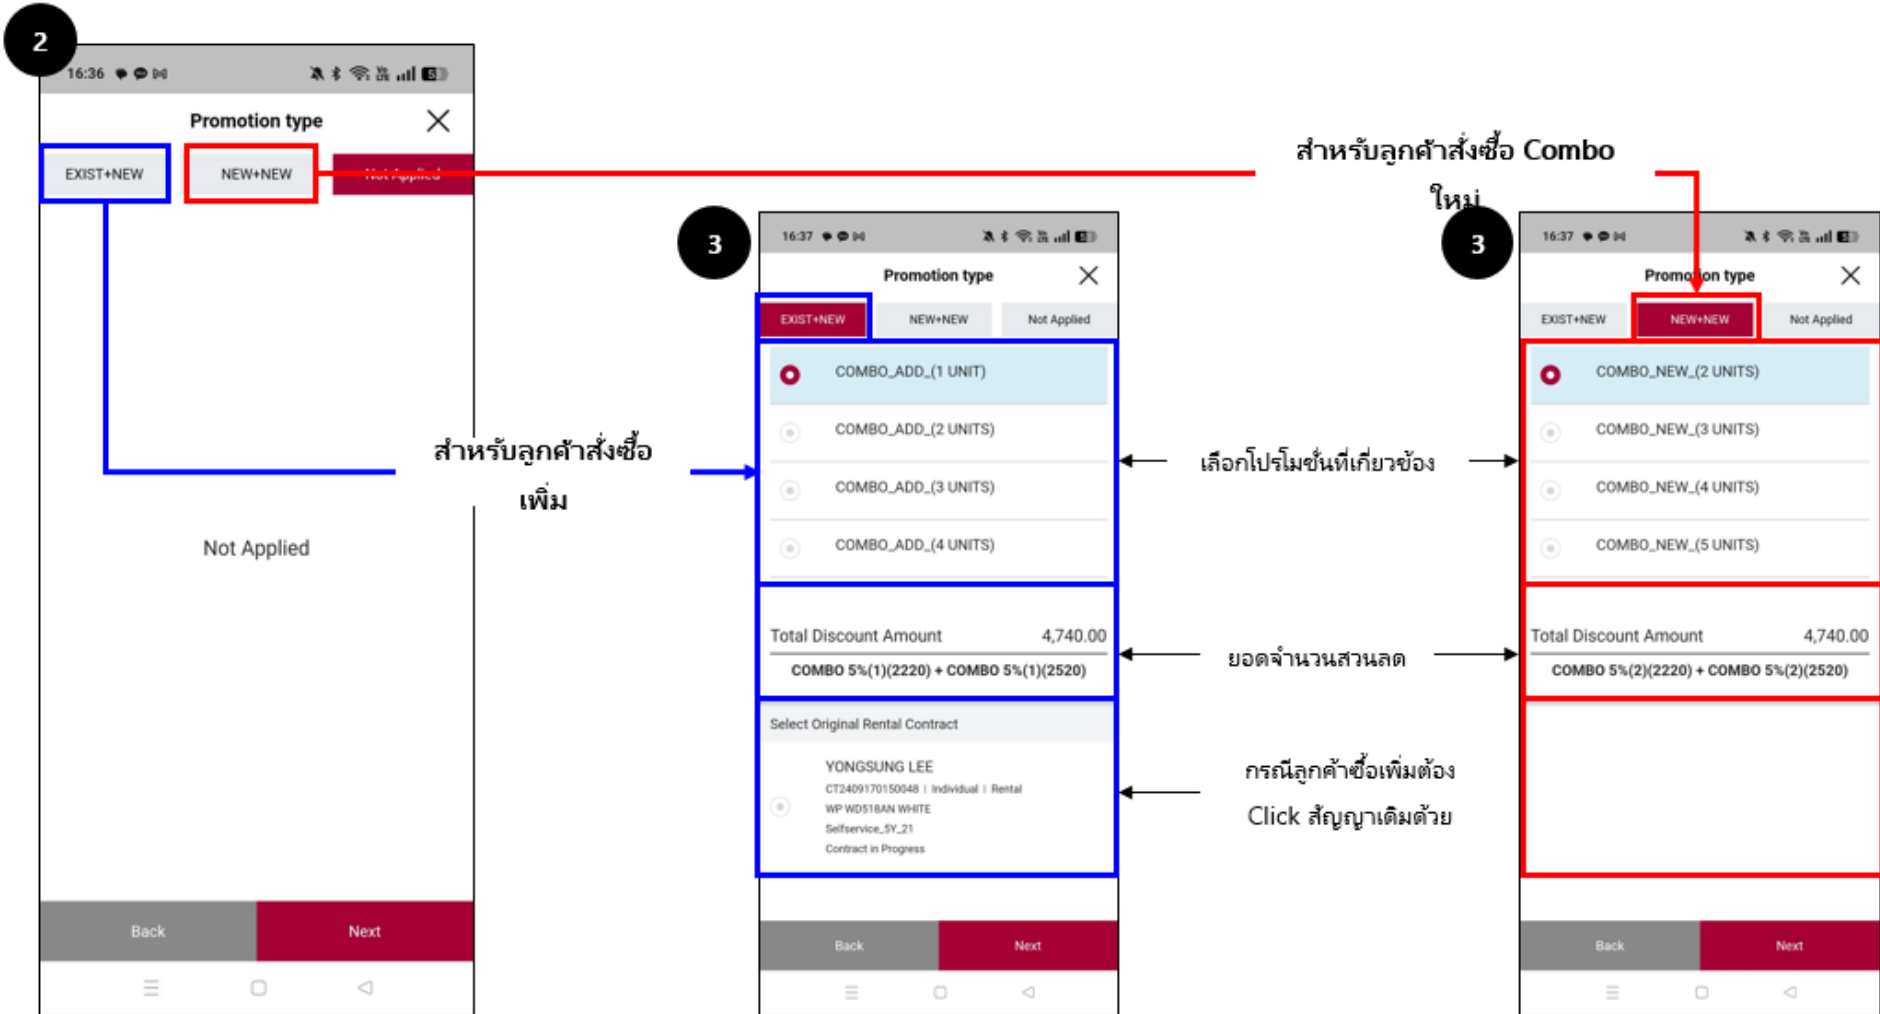 2
16:36
Promotion type
EXIST+NEW
NEW+NEW
Not Applied
Not Applied
Back
Next
สำหรับลูกค้าสั่งซื้อ
เพิ่ม
3
16:37
Promotion type
EXIST+NEW
NEW+NEW
Not Applied
COMBO_ADD_(1 UNIT)
COMBO_ADD_(2 UNITS)
COMBO_ADD_(3 UNITS)
COMBO_ADD_(4 UNITS)
Total Discount Amount 4,740.00
COMBO 5%(1)(2220) + COMBO 5%(1)(2520)
Select Original Rental Contract
YONGSUNG LEE
CT2409170150048 | Individual | Rental
WP WD518AN WHITE
Selfservice_5Y_21
Contract in Progress
Back
Next
สำหรับลูกค้าสั่งซื้อ Combo
ใหม่
เลือกโปรโมชั่นที่เกี่ยวข้อง
ยอดจำนวนสวนลด
กรณีลูกค้าซื้อเพิ่มต้อง
Click สัญญาเดิมด้วย
3
16:37
Promotion type
EXIST+NEW
NEW+NEW
Not Applied
COMBO_NEW_(2 UNITS)
COMBO_NEW_(3 UNITS)
COMBO_NEW_(4 UNITS)
COMBO_NEW_(5 UNITS)
Total Discount Amount 4,740.00
COMBO 5%(2)(2220) + COMBO 5%(2)(2520)
Back
Next